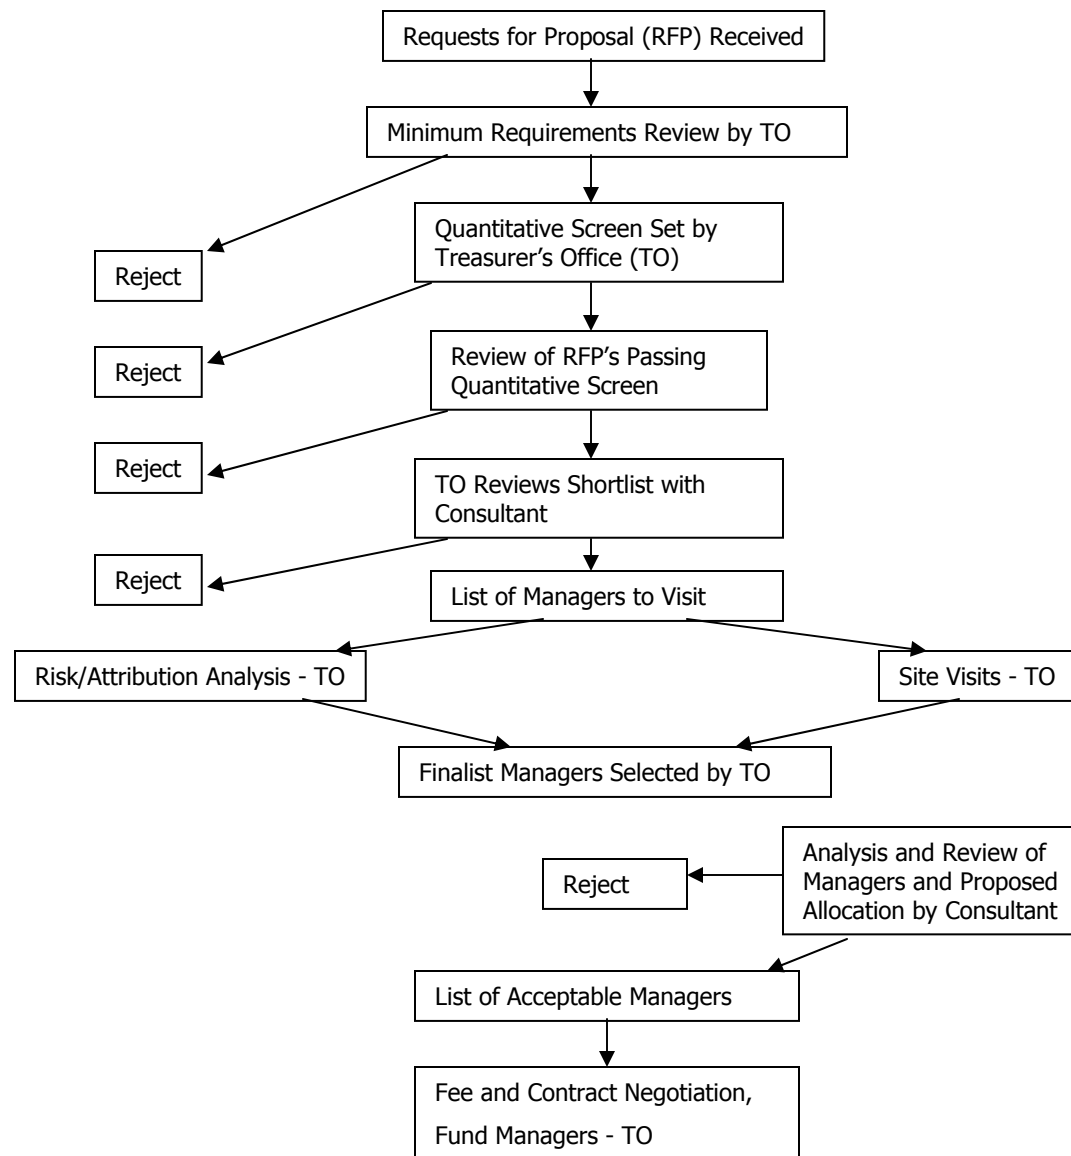 Requests for Proposal (RFP) Received
Minimum Requirements Review by TO
Quantitative Screen Set by
Treasurer’s Office (TO)
Reject
Review of RFP’s Passing
Quantitative Screen
Reject
TO Reviews Shortlist with
Consultant
Reject
List of Managers to Visit
Reject
Risk/Attribution Analysis - TO
Site Visits - TO
Finalist Managers Selected by TO
Analysis and Review of
Managers and Proposed
Allocation by Consultant
Reject
List of Acceptable Managers
Fee and Contract Negotiation,
Fund Managers - TO